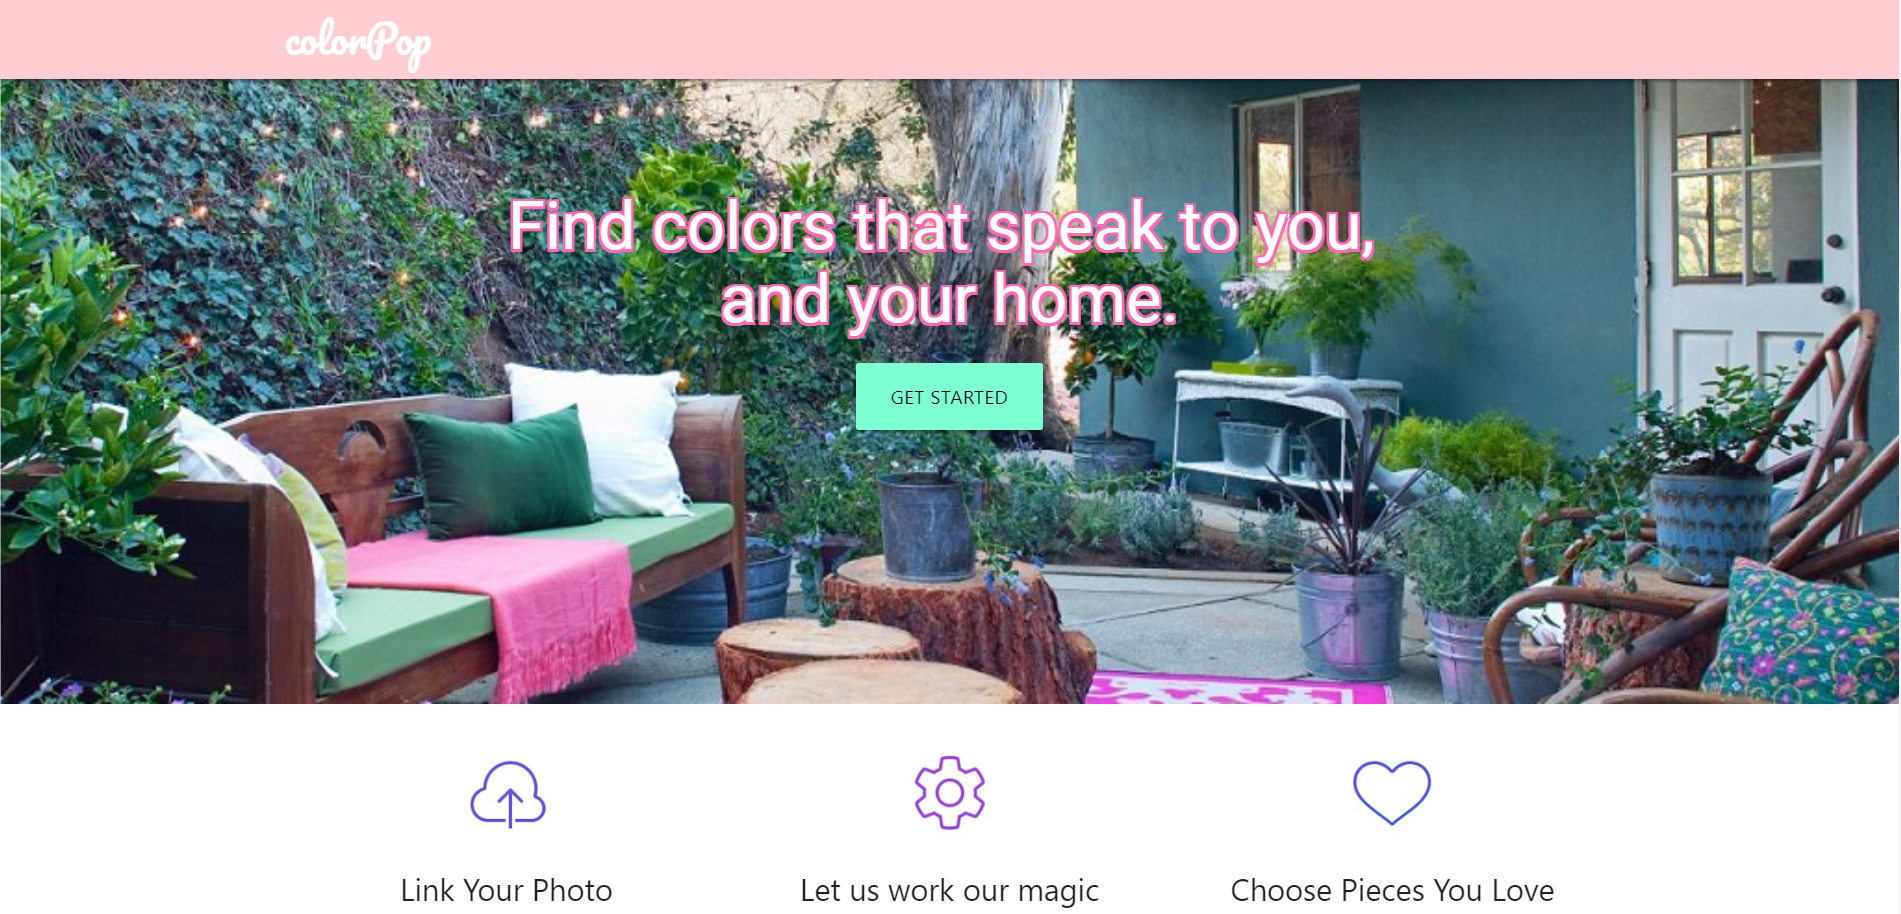 colorPop
Find colors that speak to you,
and your home.
GET STARTED
Link Your Photo
Let us work our magic
Choose Pieces You Love